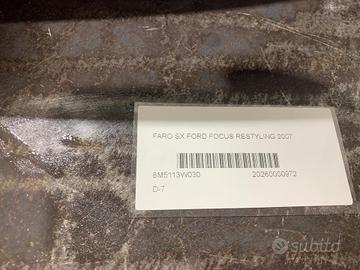 FARO SX FORD FOCUS RESTYLING 2007
8M5113W030 20260000972
D-7
subito